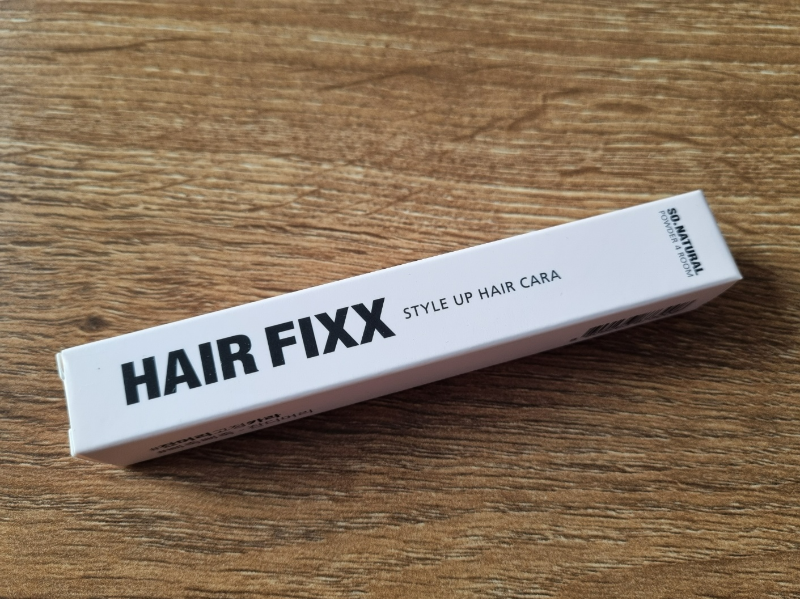 HAIR FIXX STYLE UP HAIR CARA
SO.NATURAL
POWDER 4 ROOM